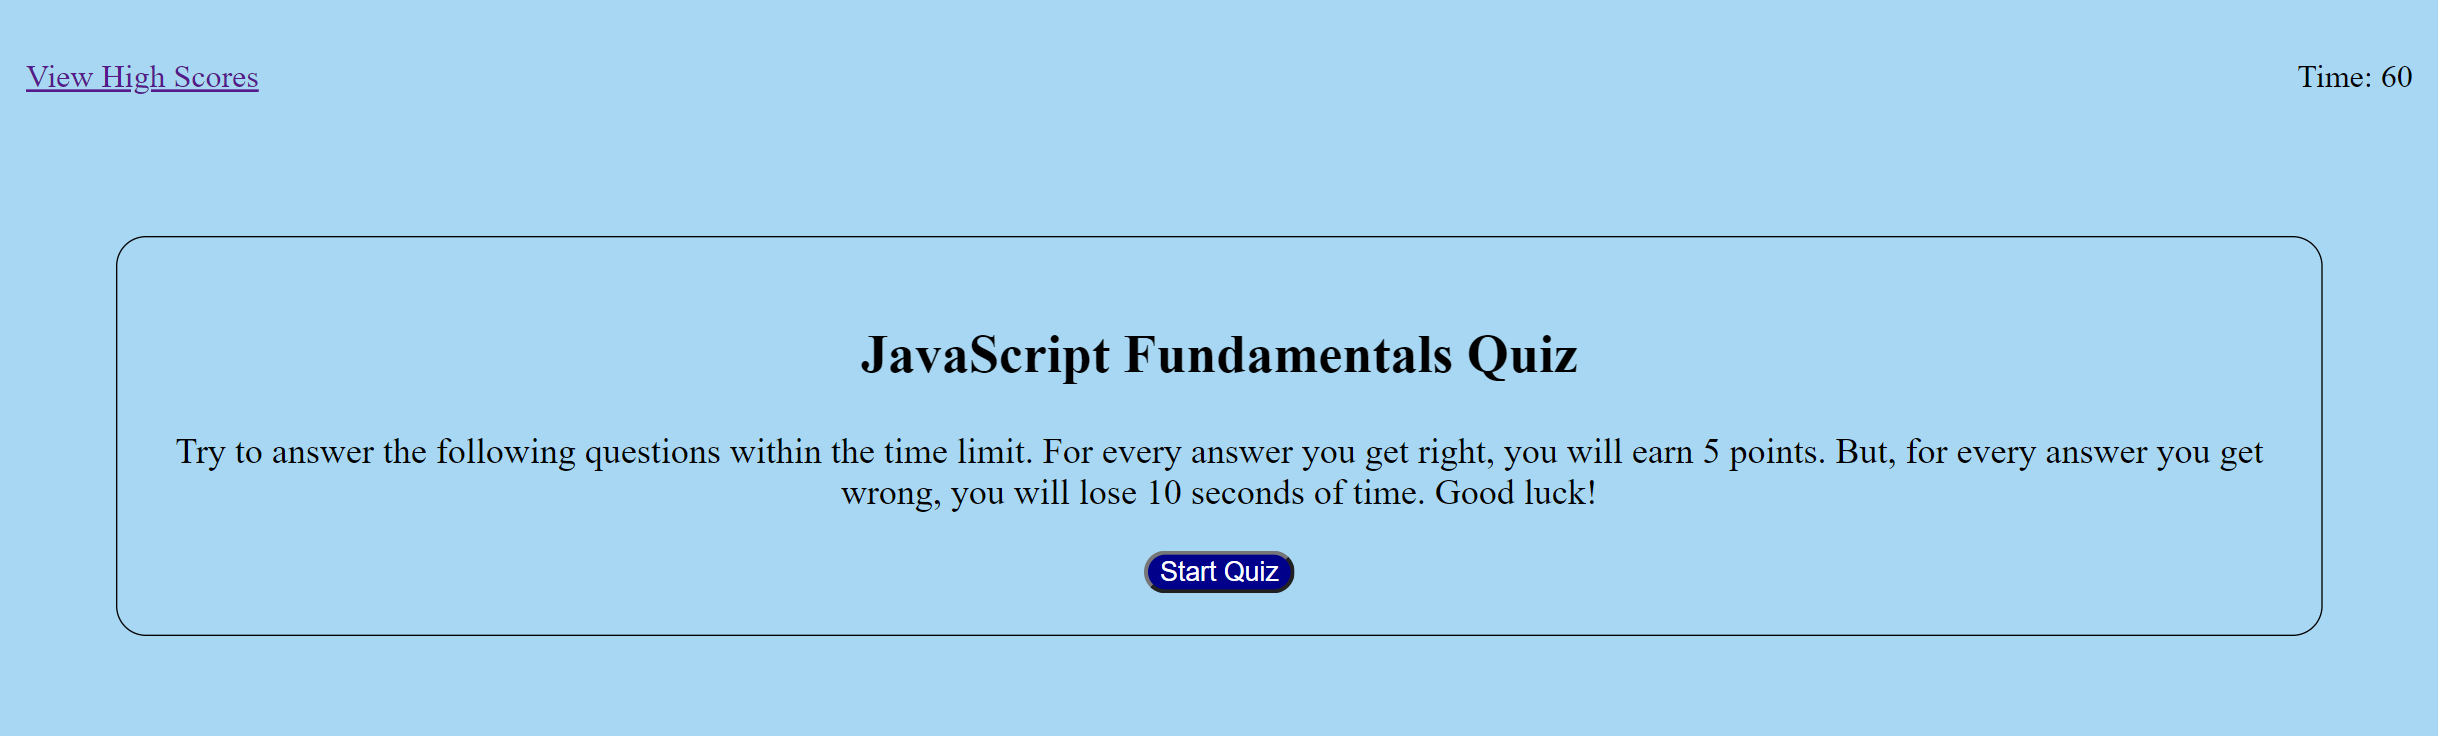 View High Scores
Time: 60
JavaScript Fundamentals Quiz
Try to answer the following questions within the time limit. For every answer you get right, you will earn 5 points. But, for every answer you get
wrong, you will lose 10 seconds of time. Good luck!
Start Quiz